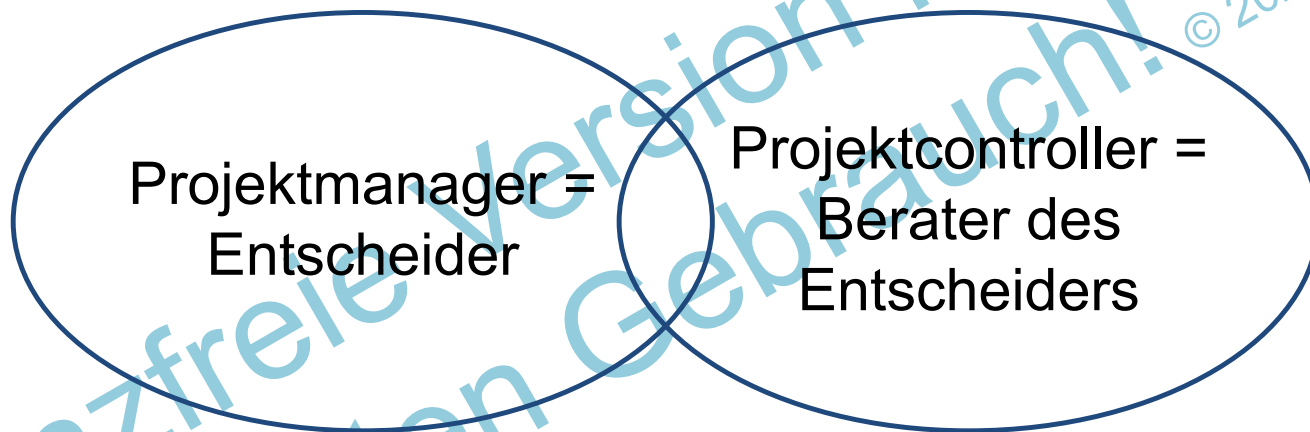 Projektmanager =
Entscheider
Projektcontroller =
Berater des
Entscheiders
Version
Gebrauch!
©